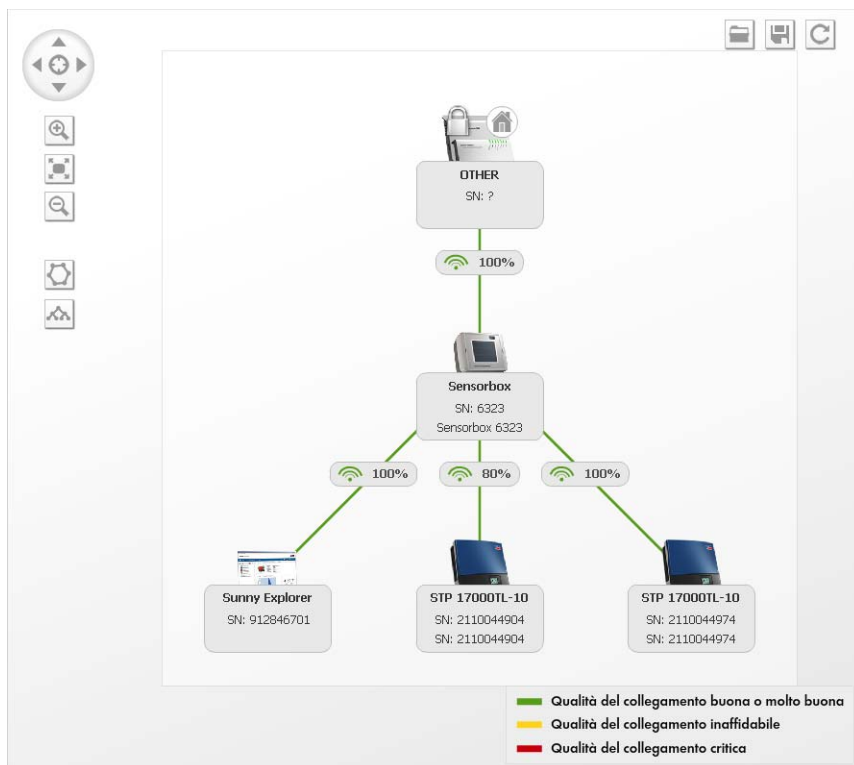 OTHER
SN: ?
100%
Sensorbox
SN: 6323
Sensorbox 6323
100%
80%
100%
Sunny Explorer
SN: 912846701
STP 17000TL-10
SN: 2110044904
SN: 2110044904
STP 17000TL-10
SN: 2110044974
SN: 2110044974
Qualità del collegamento buona o molto buona
Qualità del collegamento inaffidabile
Qualità del collegamento critica